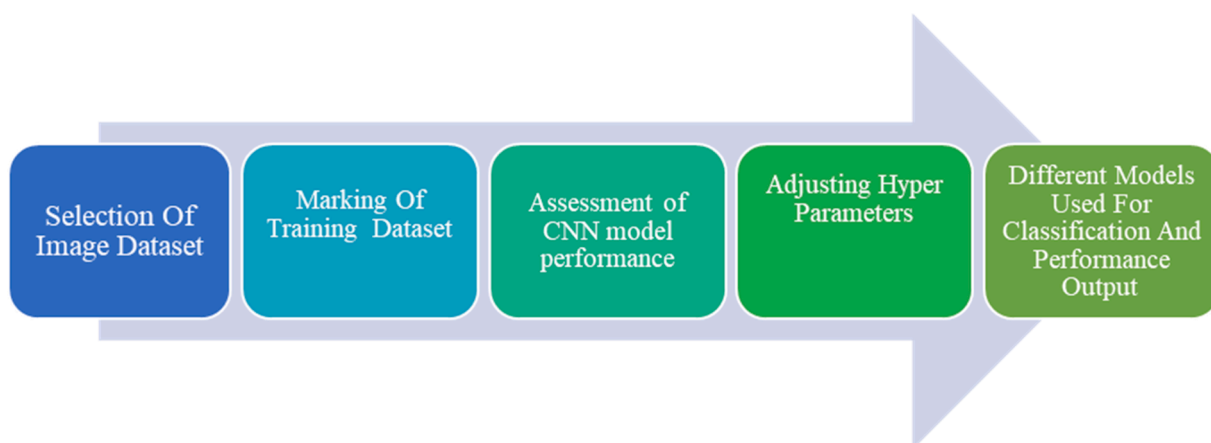 Selection Of
Image Dataset
Marking Of
Training Dataset
Assessment of
CNN model
performance
Adjusting Hyper
Parameters
Different Models
Used For
Classification And
Performance
Output